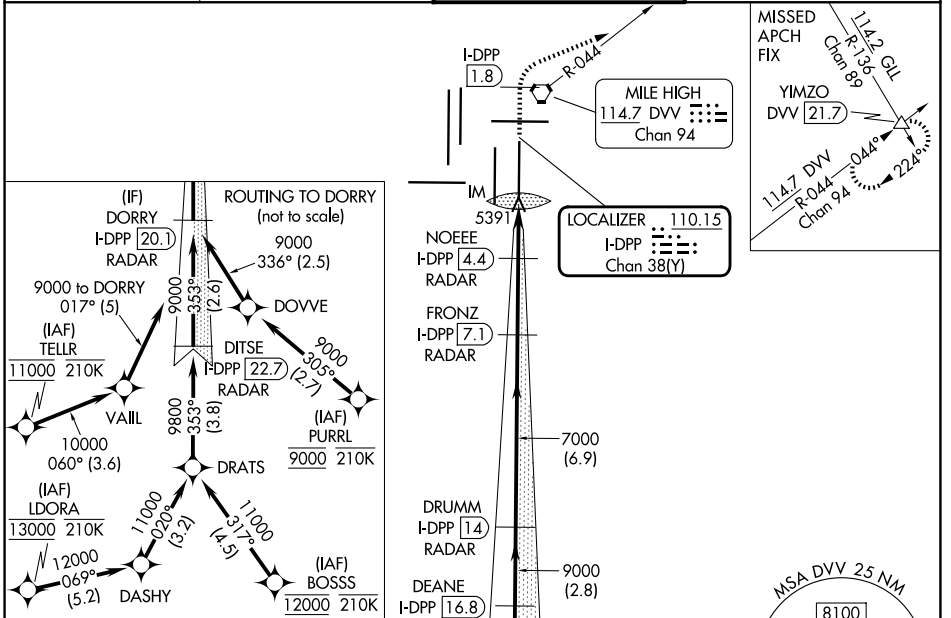 I-DPP
1.8
R-044
MILE HIGH
114.7 DVV
Chan 94
MISSED
APCH
FIX
114.2 GLL
R-136
Chan 89
YIMZO
DVV 21.7
114.7 DVV
R-044
Chan 94
044°
224°
IM
5391
LOCALIZER 110.15
I-DPP
Chan 38(Y)
NOEEE
I-DPP 4.4
RADAR
FRONZ
I-DPP 7.1
RADAR
7000
(6.9)
DRUMM
I-DPP 14
RADAR
9000
(2.8)
DEANE
I-DPP 16.8
MSA DVV 25 NM
8100
ROUTING TO DORRY
(not to scale)
(IF)
DORRY
I-DPP 20.1
RADAR
9000
336° (2.5)
9000 to DORRY
017° (5)
9000
353°
(2.6)
DOVVE
(IAF)
TELLR
11000 210K
DITSE
I-DPP 22.7
RADAR
9000
305°
(2.7)
VAIIL
10000
060° (3.6)
9800
353°
(3.8)
(IAF)
PURRL
9000 210K
DRATS
(IAF)
LDORA
13000 210K
12000
069°
(5.2)
DASHY
11000
020°
(3.2)
11000
317°
(4.5)
(IAF)
BOSSS
12000 210K